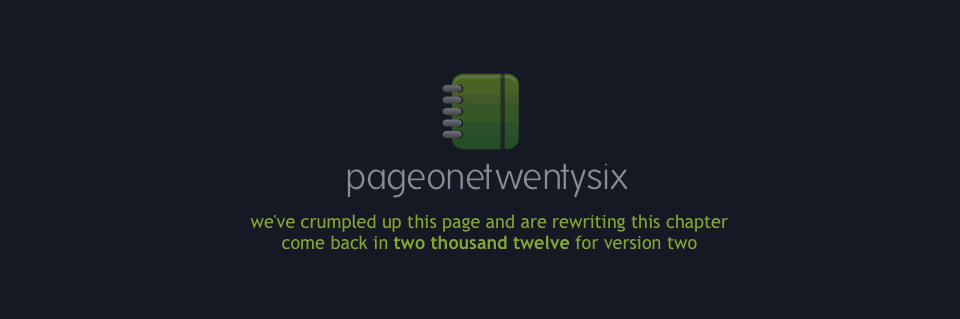 pageonetwentysix
we've crumpled up this page and are rewriting this chapter
come back in two thousand twelve for version two